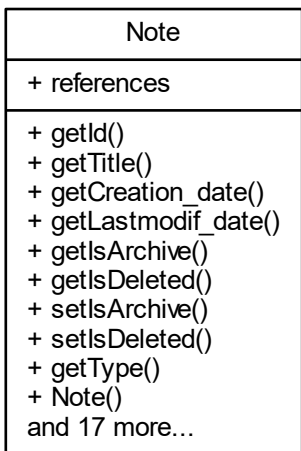 Note
+ references
+ getId()
+ getTitle()
+ getCreation_date()
+ getLastmodif_date()
+ getIsArchive()
+ getIsDeleted()
+ setIsArchive()
+ setIsDeleted()
+ getType()
+ Note()
and 17 more...